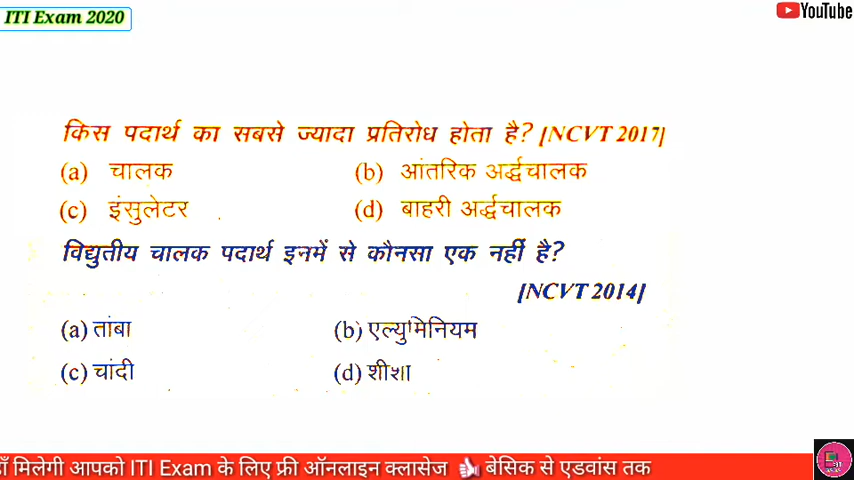 ITI Exam 2020
YouTube
किस पदार्थ का सबसे ज्यादा प्रतिरोध होता है? [NCVT 2017]
(a) चालक (b) आंतरिक अर्द्धचालक
(c) इंसुलेटर (d) बाहरी अर्द्धचालक
विद्युतीय चालक पदार्थ इनमें से कौनसा एक नहीं है?
[NCVT 2014]
(a) तांबा (b) एल्युमिनियम
(c) चांदी (d) शीशा
मिलेगी आपको ITI Exam के लिए फ्री ऑनलाइन क्लासेज 👍 बेसिक से एडवांस तक